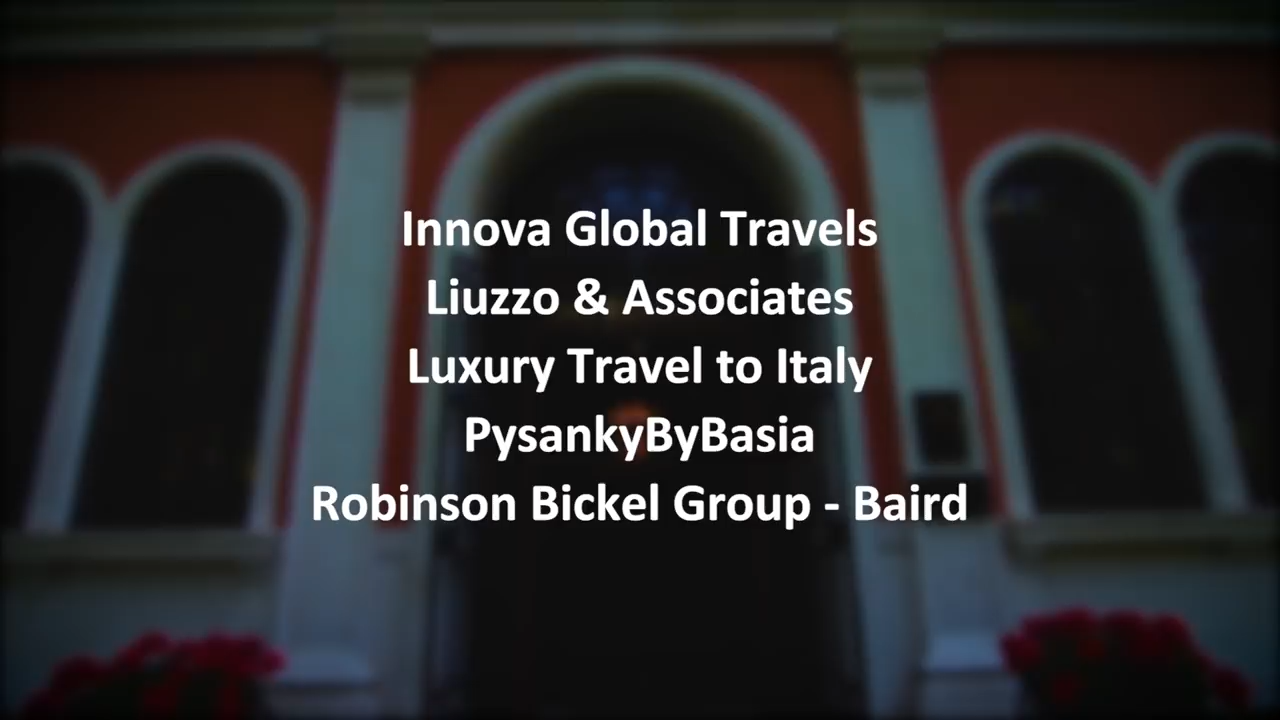 Innova Global Travels
Liuzzo & Associates
Luxury Travel to Italy
PysankyByBasia
Robinson Bickel Group - Baird